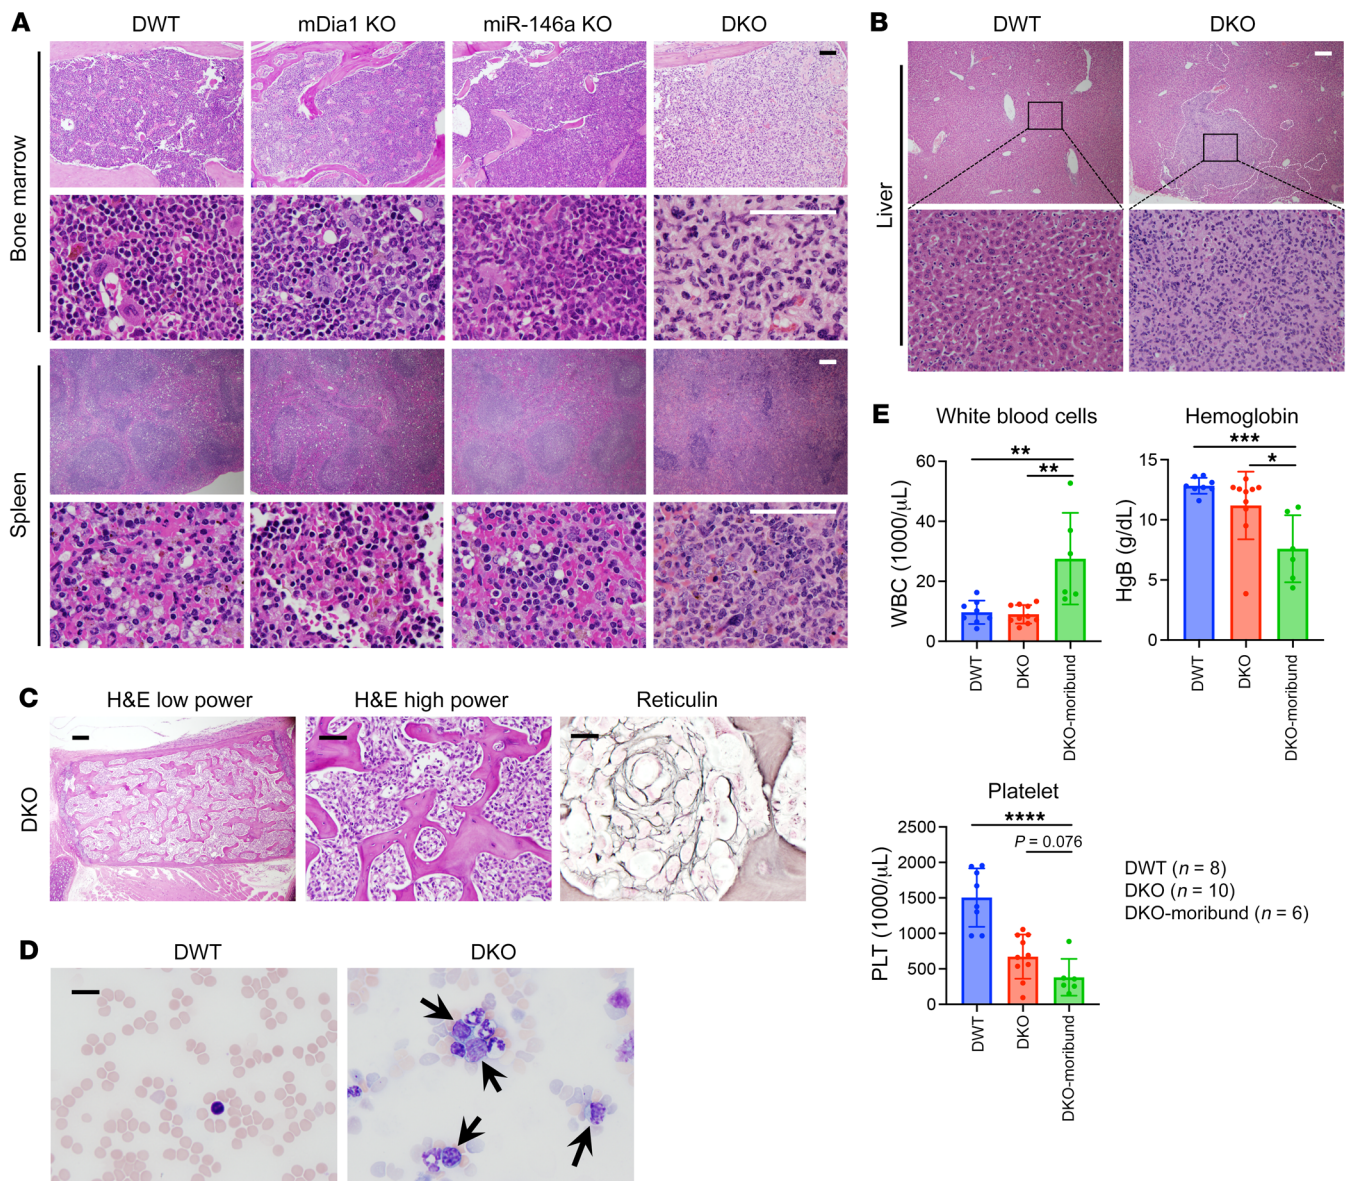 A
DWT
mDia1 KO
miR-146a KO
DKO
Bone marrow
Spleen
B
DWT
DKO
Liver
C
H&E low power
H&E high power
Reticulin
DKO
D
DWT
DKO
E
White blood cells
**
**
WBC (1000/μL)
60
40
20
0
DWT
DKO
DKO-moribund
Hemoglobin
***
*
HgB (g/dL)
15
10
5
0
DWT
DKO
DKO-moribund
Platelet
****
P = 0.076
PLT (1000/μL)
2500
2000
1500
1000
500
0
DWT
DKO
DKO-moribund
DWT (n = 8)
DKO (n = 10)
DKO-moribund (n = 6)